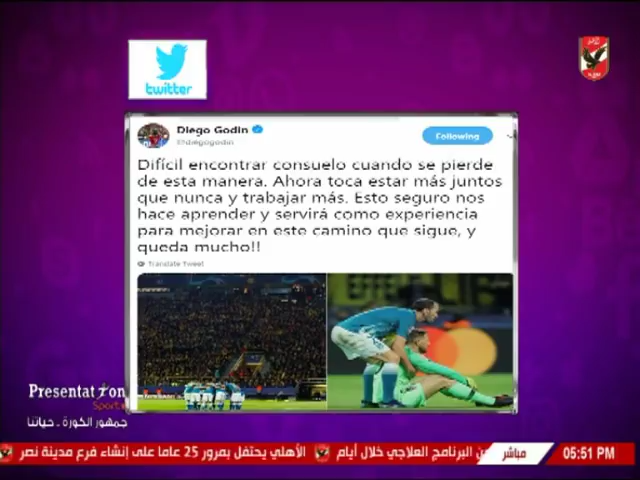 twitter
Diego Godín
@diegogodin
Following
Difícil encontrar consuelo cuando se pierde
de esta manera. Ahora toca estar más juntos
que nunca y trabajar más. Esto seguro nos
hace aprender y servirá como experiencia
para mejorar en este camino que sigue, y
queda mucho!!
Translate Tweet
Presentation
Sports
جمهور الكورة - حياتنا
ن البرنامج العلاجي خلال أيام الأهلي يحتفل بمرور 25 عاما على إنشاء فرع مدينة نصر
مباشر
05:51 PM